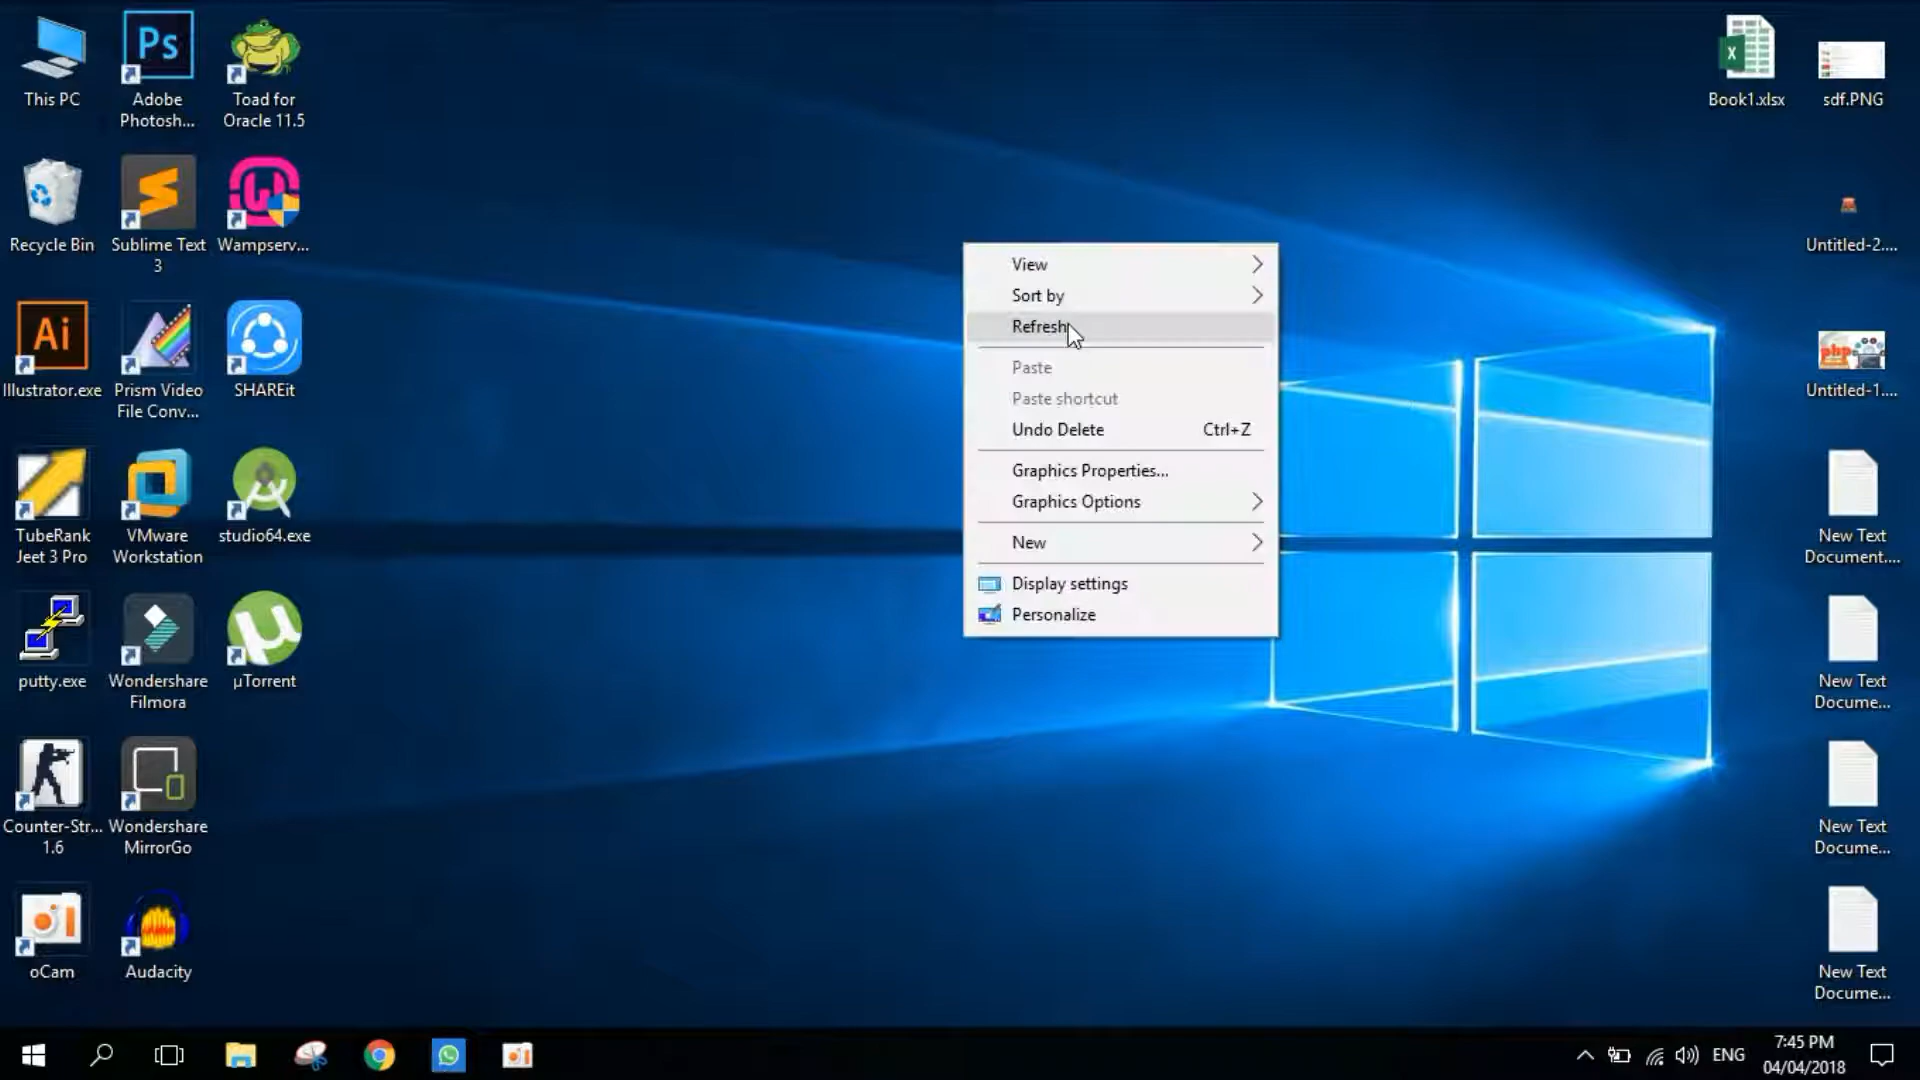 This PC
Ps
Adobe
Photosh...
Toad for
Oracle 11.5
Recycle Bin
Sublime Text
3
Wampserv...
Ai
Illustrator.exe
Prism Video
File Conv...
SHAREit
TubeRank
Jeet 3 Pro
VMware
Workstation
studio64.exe
putty.exe
Wondershare
Filmora
µ
µTorrent
Counter-Str...
1.6
Wondershare
MirrorGo
oCam
Audacity
View
Sort by
Refresh
Paste
Paste shortcut
Undo Delete Ctrl+Z
Graphics Properties...
Graphics Options
New
Display settings
Personalize
X
Book1.xlsx
sdf.PNG
Untitled-2....
php
Untitled-1....
New Text
Document....
New Text
Docume...
New Text
Docume...
New Text
Docume...
ENG
7:45 PM
04/04/2018